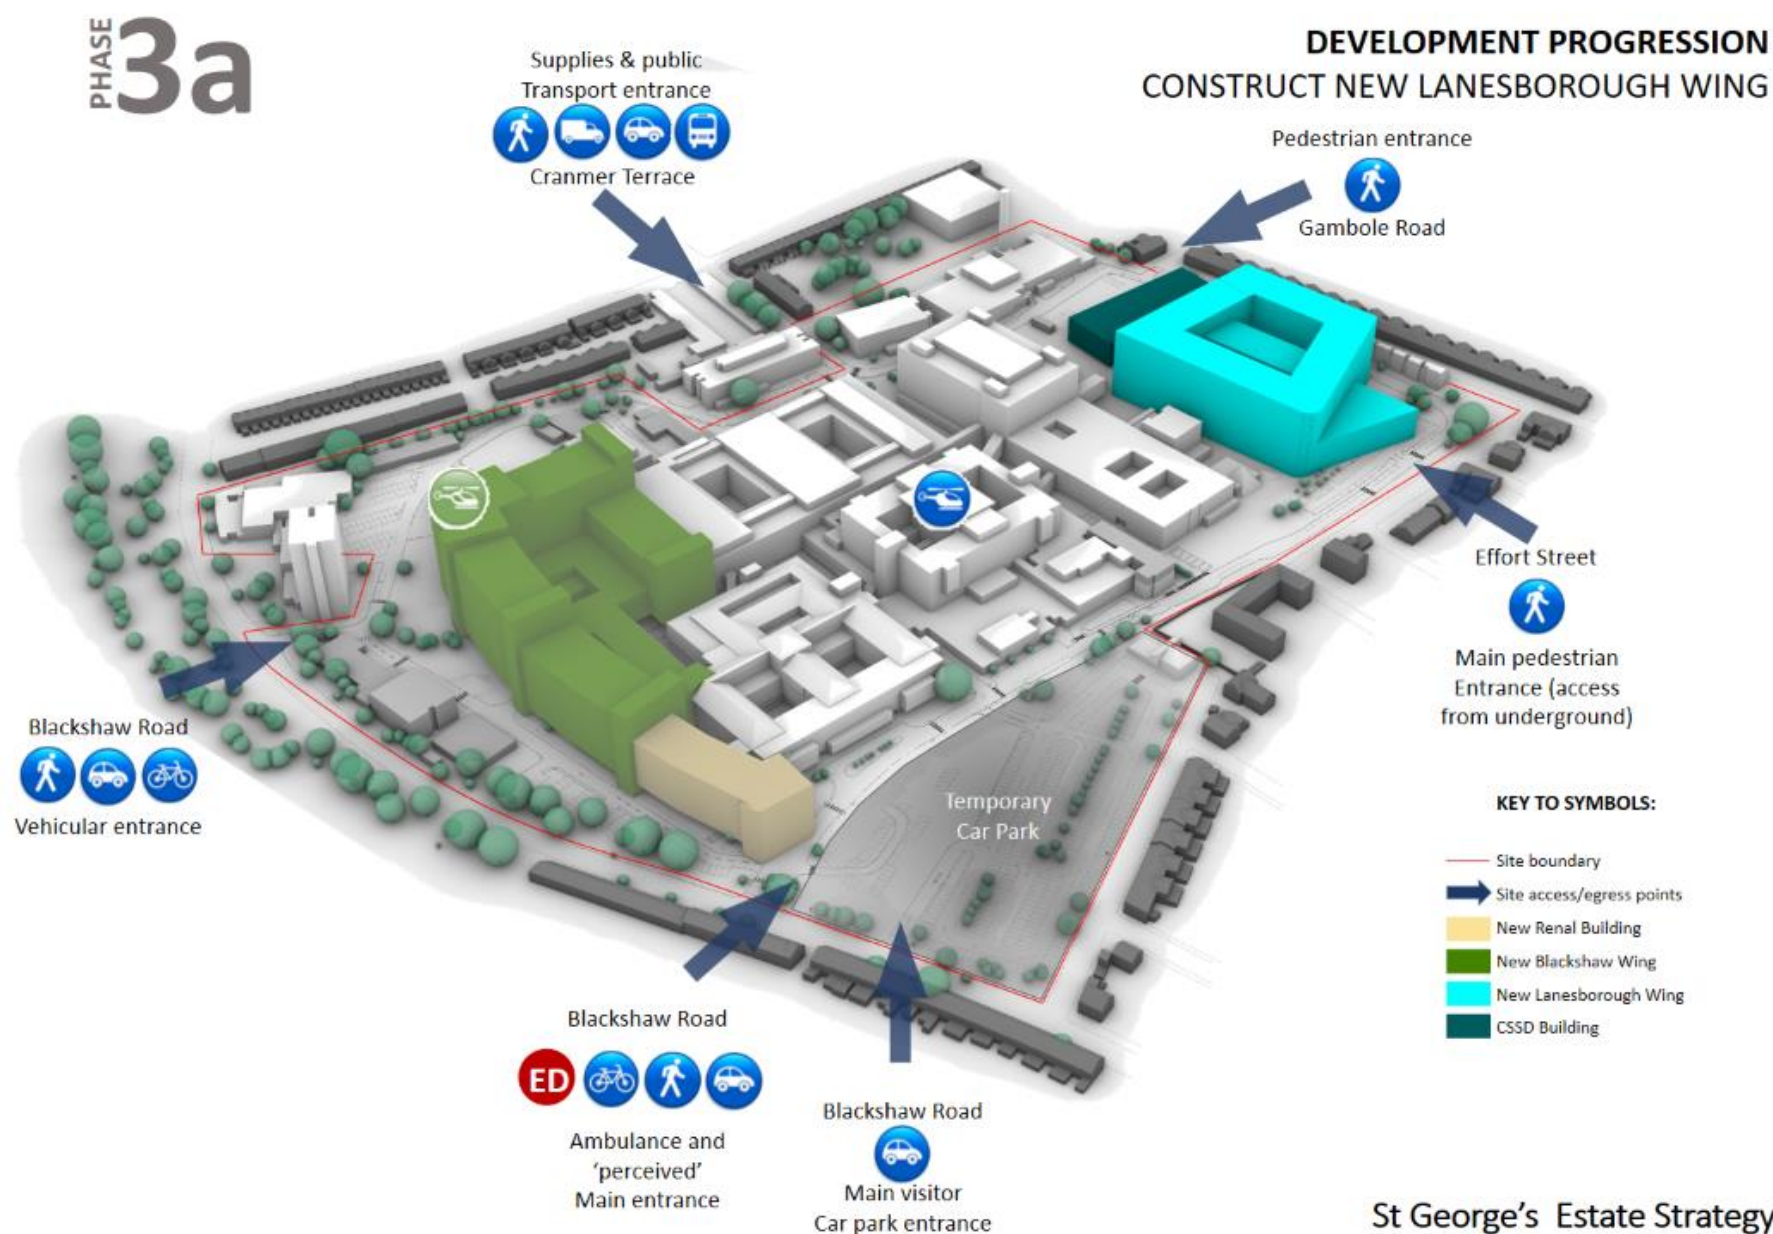 PHASE
3a
DEVELOPMENT PROGRESSION
CONSTRUCT NEW LANESBOROUGH WING
Supplies & public
Transport entrance
Cranmer Terrace
Pedestrian entrance
Gambole Road
Effort Street
Main pedestrian
Entrance (access
from underground)
Blackshaw Road
Vehicular entrance
Temporary
Car Park
KEY TO SYMBOLS:
Site boundary
Site access/egress points
New Renal Building
New Blackshaw Wing
New Lanesborough Wing
CSSD Building
Blackshaw Road
ED
Ambulance and
‘perceived’
Main entrance
Blackshaw Road
Main visitor
Car park entrance
St George’s Estate Strategy